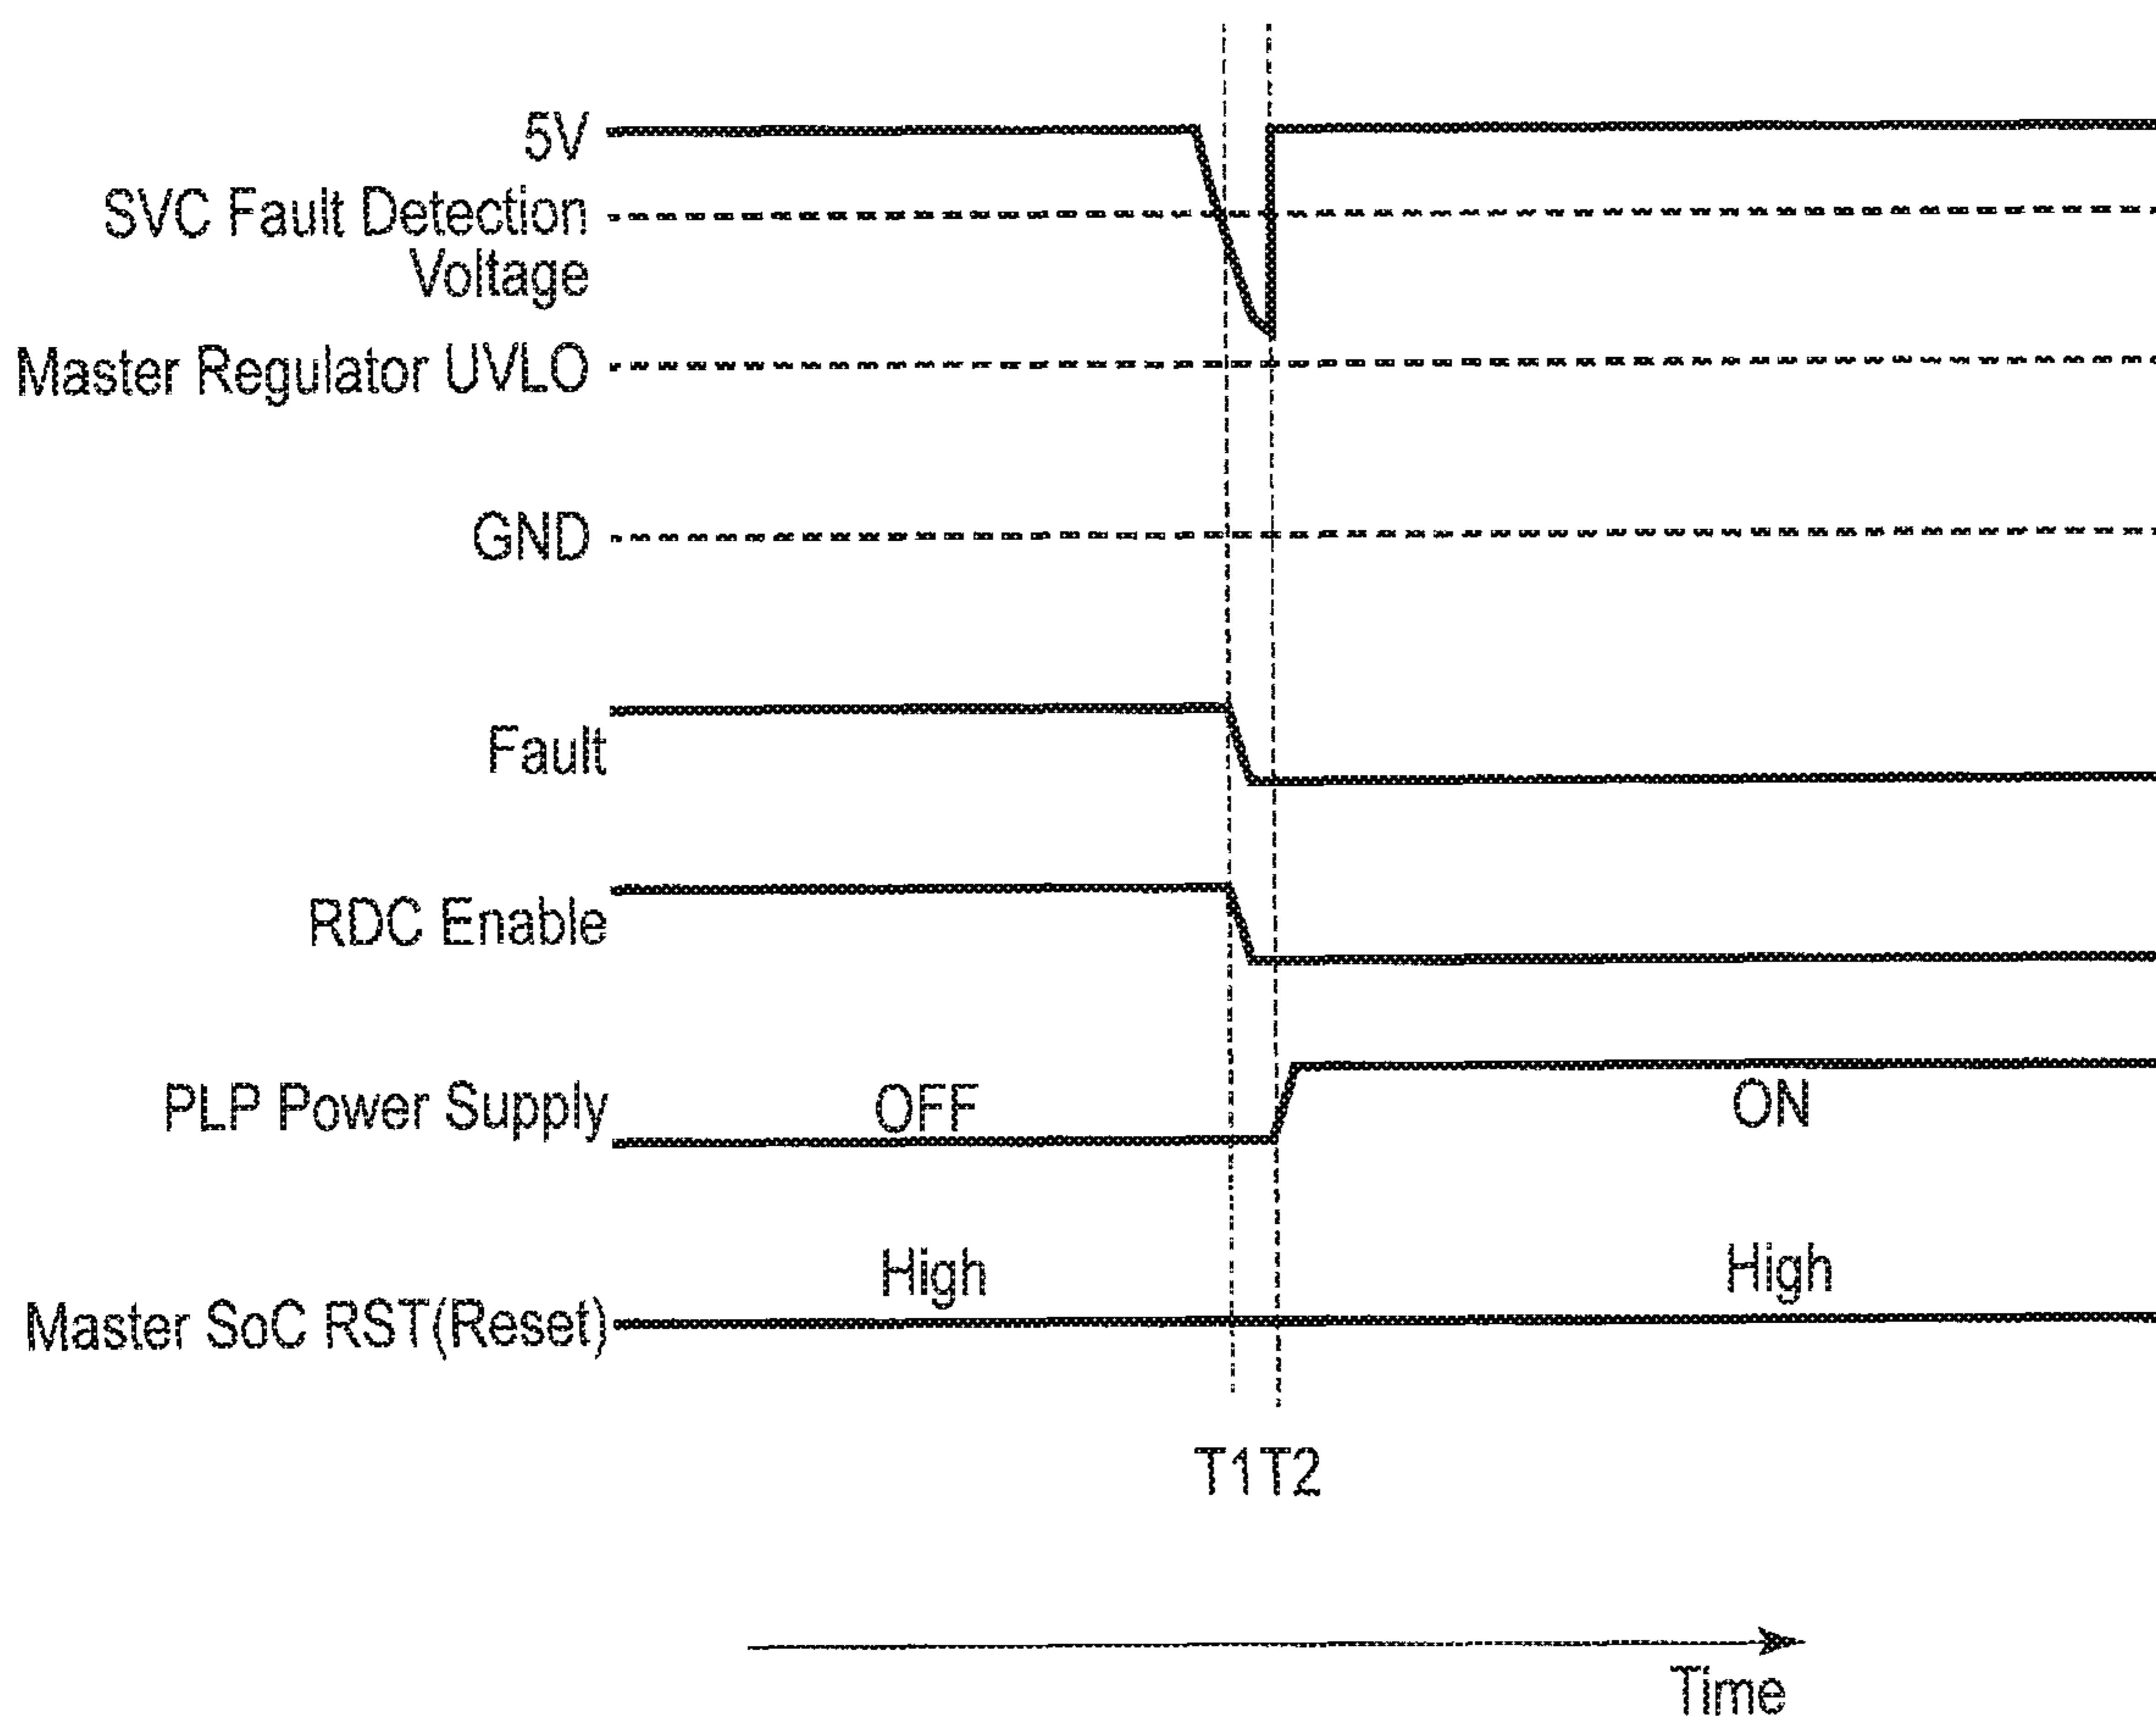 5V
SVC Fault Detection
Voltage
Master Regulator UVLO
GND
Fault
RDC Enable
PLP Power Supply
OFF
ON
High
High
Master SoC RST(Reset)
T1T2
Time